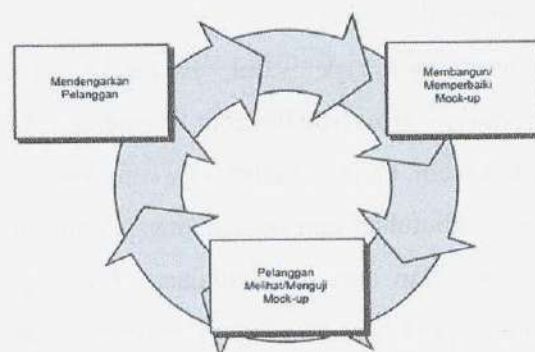 Mendengarkan
Pelanggan
Membangun/
Memperbaiki
Mock-up
Pelanggan
Melihat/Menguji
Mock-up